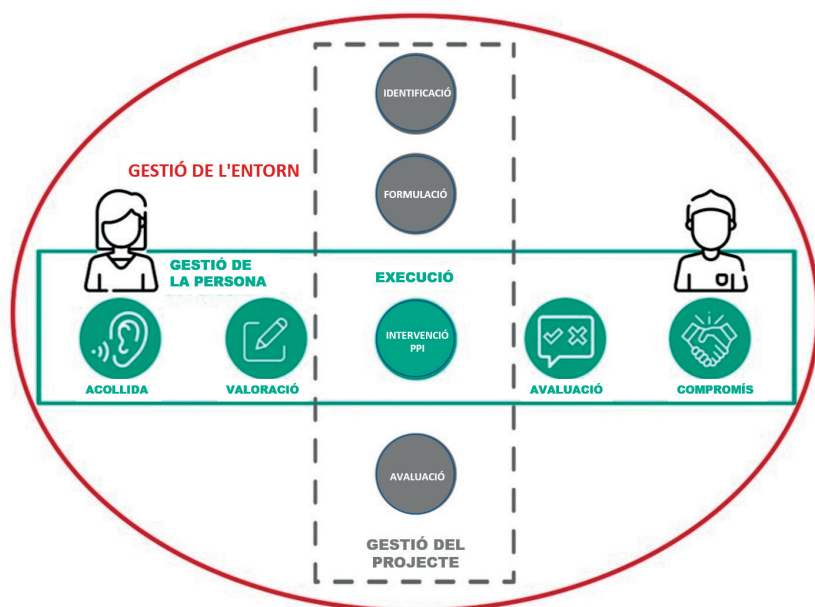 IDENTIFICACIÓ
GESTIÓ DE L'ENTORN
FORMULACIÓ
GESTIÓ DE
LA PERSONA
EXECUCIÓ
INTERVENCIÓ
PPI
ACOLLIDA
VALORACIÓ
AVALUACIÓ
COMPROMÍS
AVALUACIÓ
GESTIÓ DEL
PROJECTE